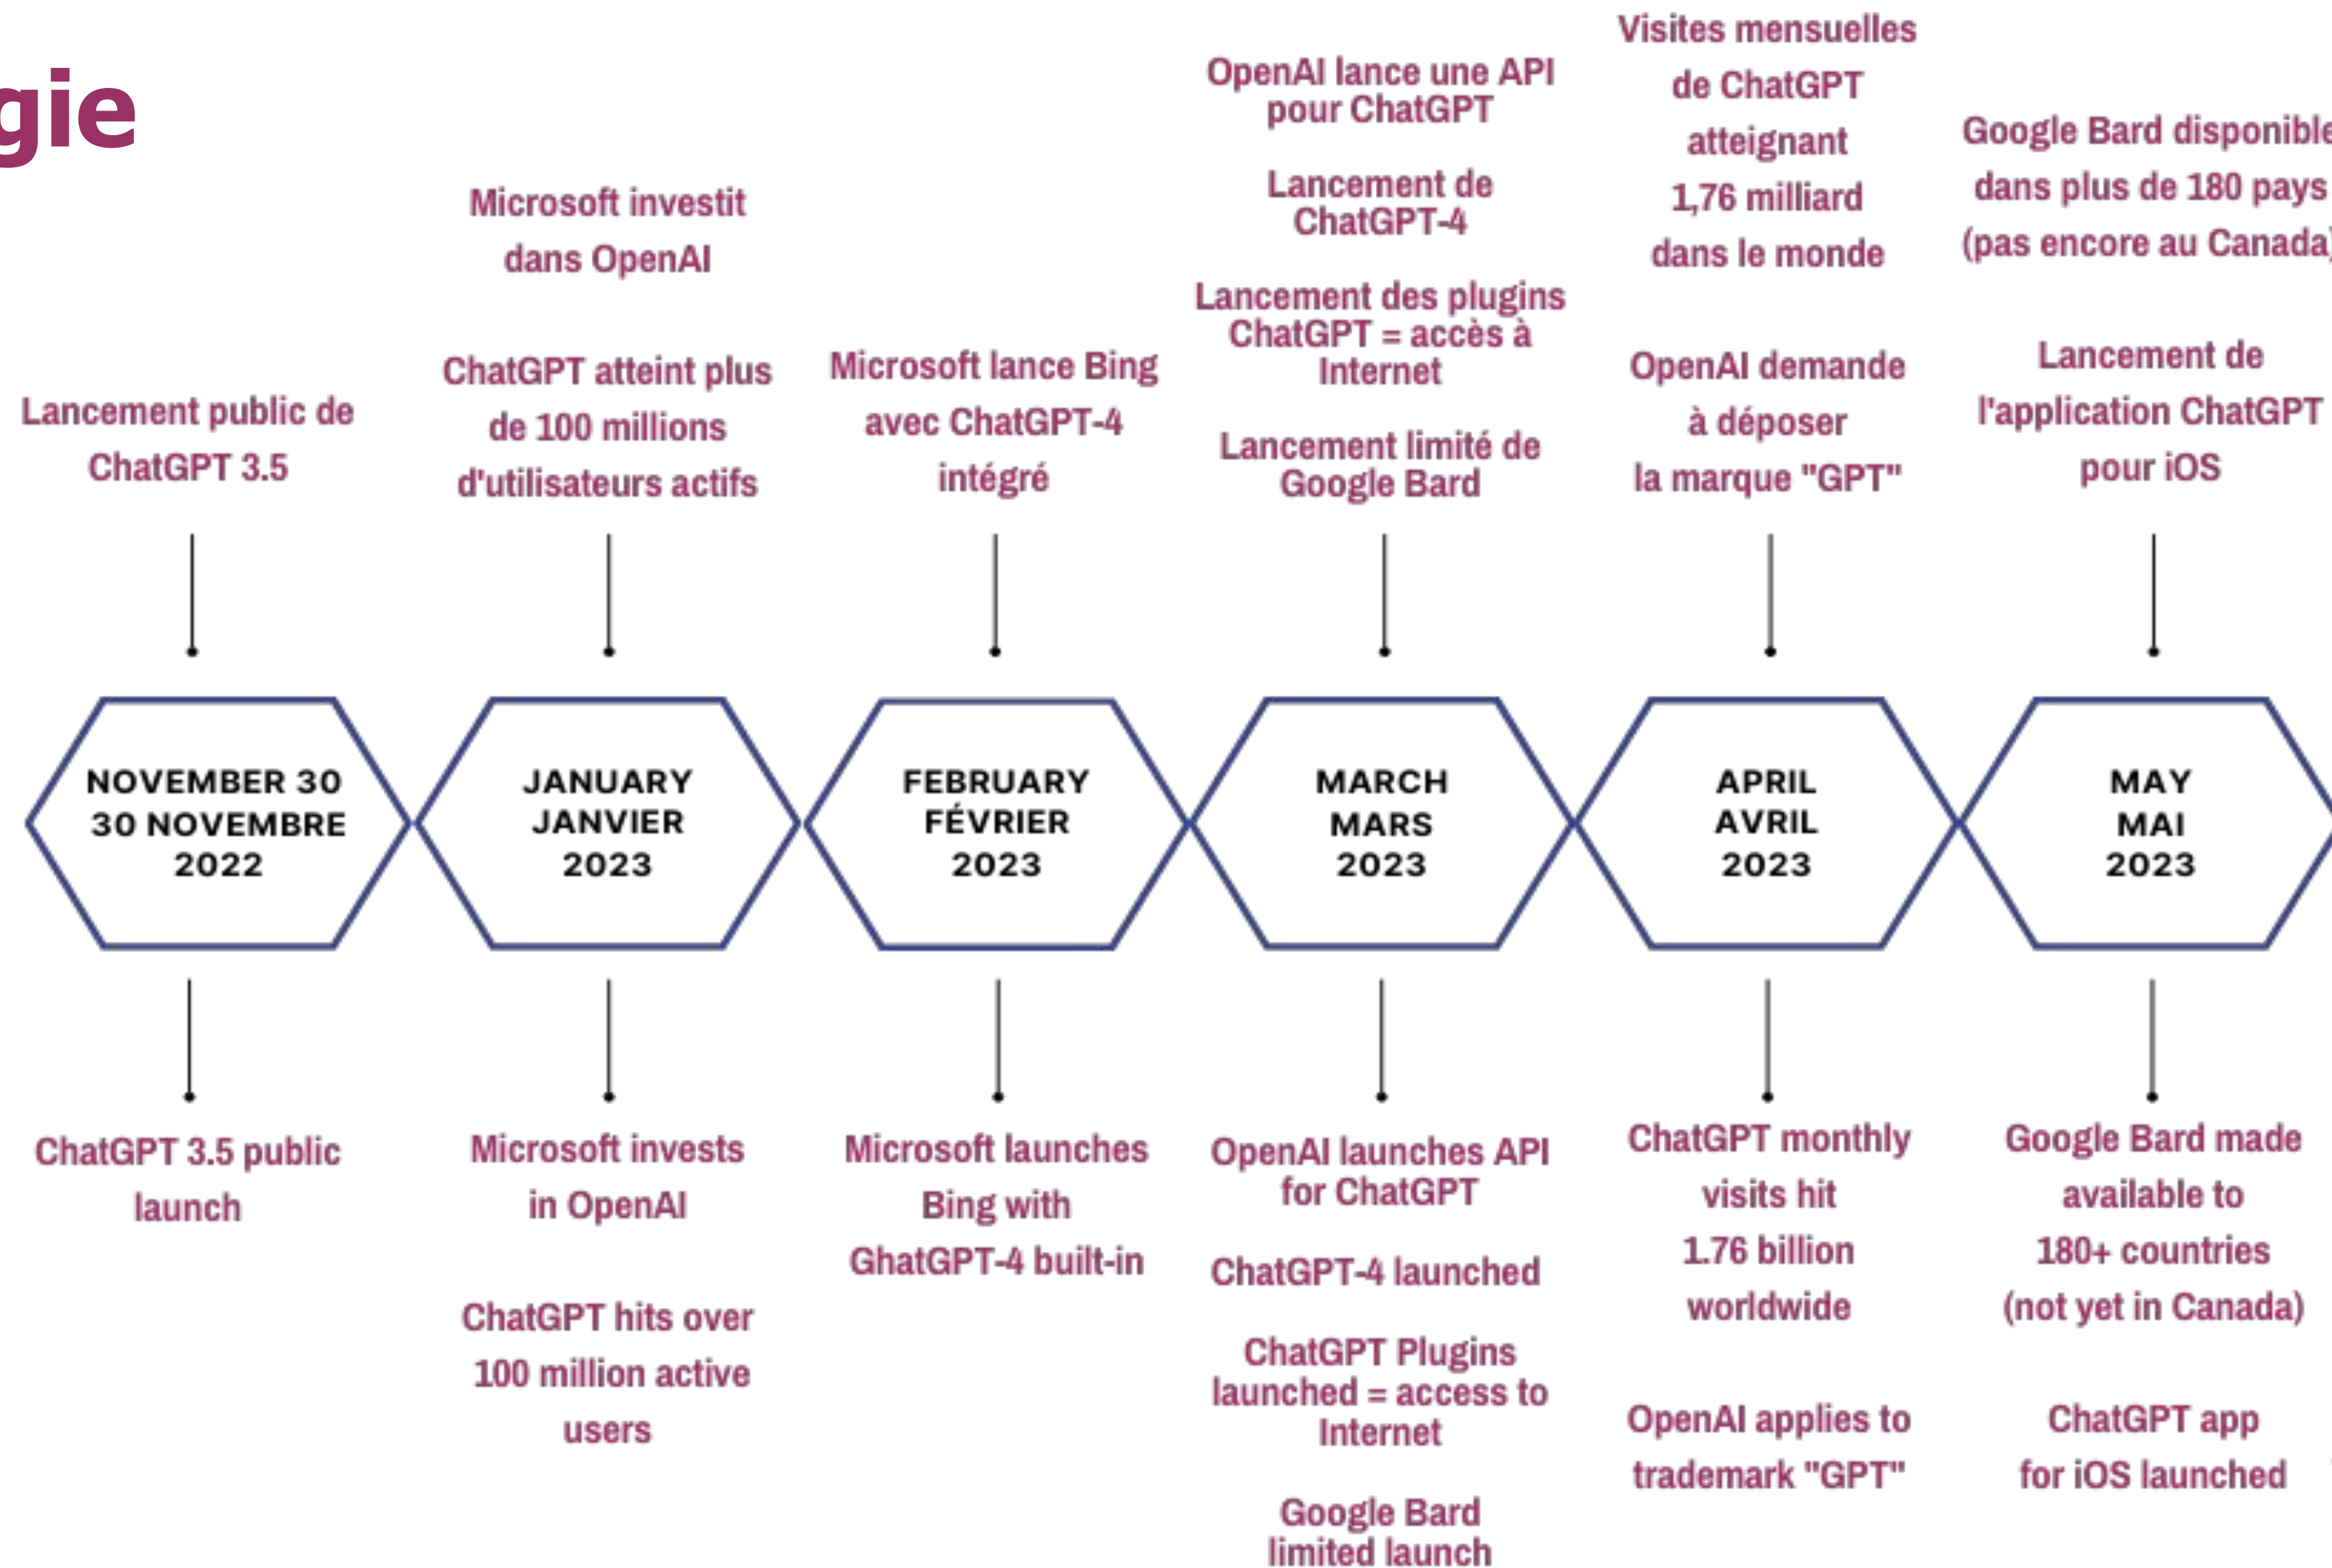 gie
Lancement public de
ChatGPT 3.5
Microsoft investit
dans OpenAI
ChatGPT atteint plus
de 100 millions
d'utilisateurs actifs
Microsoft lance Bing
avec ChatGPT-4
intégré
OpenAI lance une API
pour ChatGPT
Lancement de
ChatGPT-4
Lancement des plugins
ChatGPT = accès à
Internet
Lancement limité de
Google Bard
Visites mensuelles
de ChatGPT
atteignant
1,76 milliard
dans le monde
OpenAI demande
à déposer
la marque "GPT"
Google Bard disponible
dans plus de 180 pays
(pas encore au Canada)
Lancement de
l'application ChatGPT
pour iOS
NOVEMBER 30
30 NOVEMBRE
2022
JANUARY
JANVIER
2023
FEBRUARY
FÉVRIER
2023
MARCH
MARS
2023
APRIL
AVRIL
2023
MAY
MAI
2023
ChatGPT 3.5 public
launch
Microsoft invests
in OpenAI
ChatGPT hits over
100 million active
users
Microsoft launches
Bing with
GhatGPT-4 built-in
OpenAI launches API
for ChatGPT
ChatGPT-4 launched
ChatGPT Plugins
launched = access to
Internet
Google Bard
limited launch
ChatGPT monthly
visits hit
1.76 billion
worldwide
OpenAI applies to
trademark "GPT"
Google Bard made
available to
180+ countries
(not yet in Canada)
ChatGPT app
for iOS launched